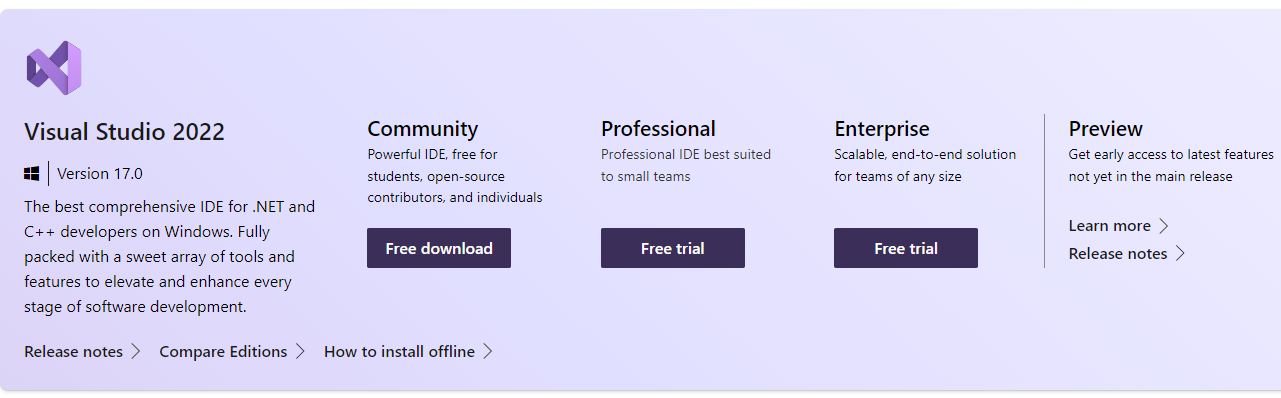 Visual Studio 2022
Version 17.0
The best comprehensive IDE for .NET and
C++ developers on Windows. Fully
packed with a sweet array of tools and
features to elevate and enhance every
stage of software development.
Community
Powerful IDE, free for
students, open-source
contributors, and individuals
Free download
Professional
Professional IDE best suited
to small teams
Free trial
Enterprise
Scalable, end-to-end solution
for teams of any size
Free trial
Preview
Get early access to latest features
not yet in the main release
Learn more
Release notes
Release notes
Compare Editions
How to install offline